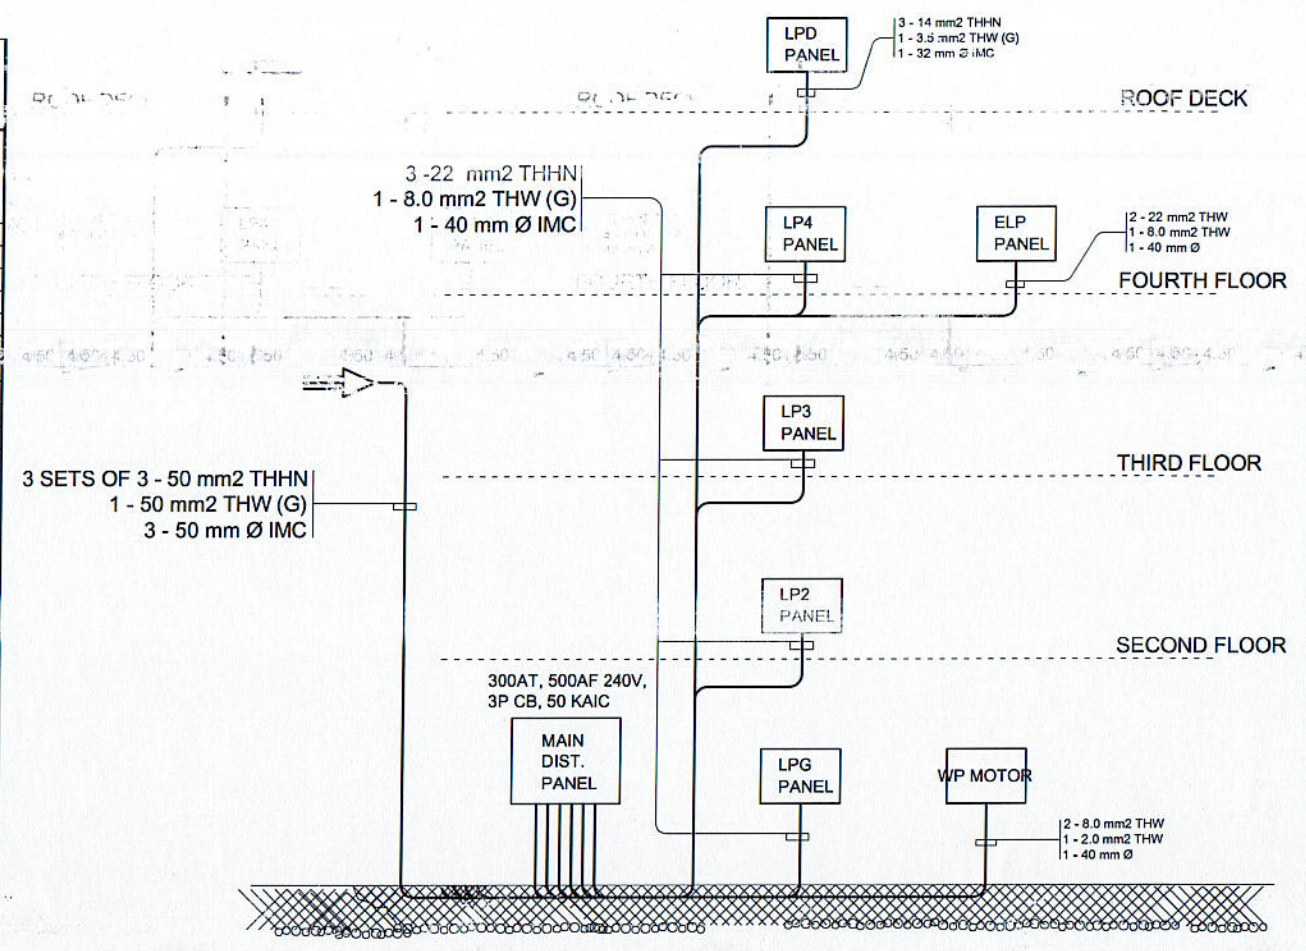 LPD
PANEL
3 - 14 mm2 THHN
1 - 3.5 mm2 THW (G)
1 - 32 mm Ø IMC
ROOF DECK
3 -22 mm2 THHN
1 - 8.0 mm2 THW (G)
1 - 40 mm Ø IMC
LP4
PANEL
ELP
PANEL
2 - 22 mm2 THW
1 - 8.0 mm2 THW
1 - 40 mm Ø
FOURTH FLOOR
LP3
PANEL
THIRD FLOOR
3 SETS OF 3 - 50 mm2 THHN
1 - 50 mm2 THW (G)
3 - 50 mm Ø IMC
LP2
PANEL
SECOND FLOOR
300AT, 500AF 240V,
3P CB, 50 KAIC
MAIN
DIST.
PANEL
LPG
PANEL
WP MOTOR
2 - 8.0 mm2 THW
1 - 2.0 mm2 THW
1 - 40 mm Ø